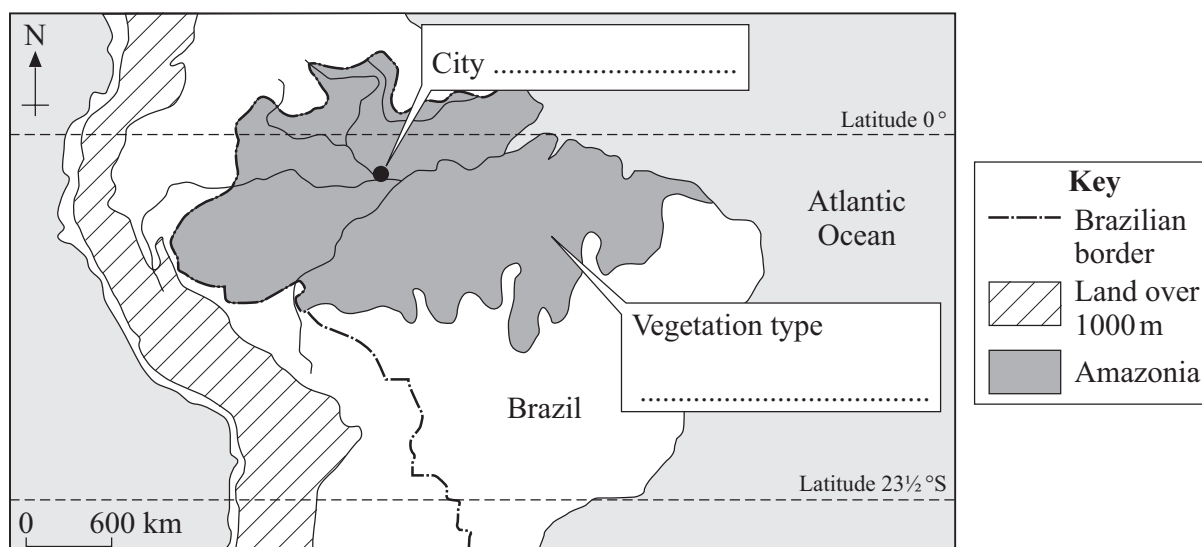 N
City ................................
Latitude 0°
Atlantic
Ocean
Vegetation type
......................................
Brazil
Latitude 23½°S
0 600 km
Key
Brazilian
border
Land over
1000 m
Amazonia